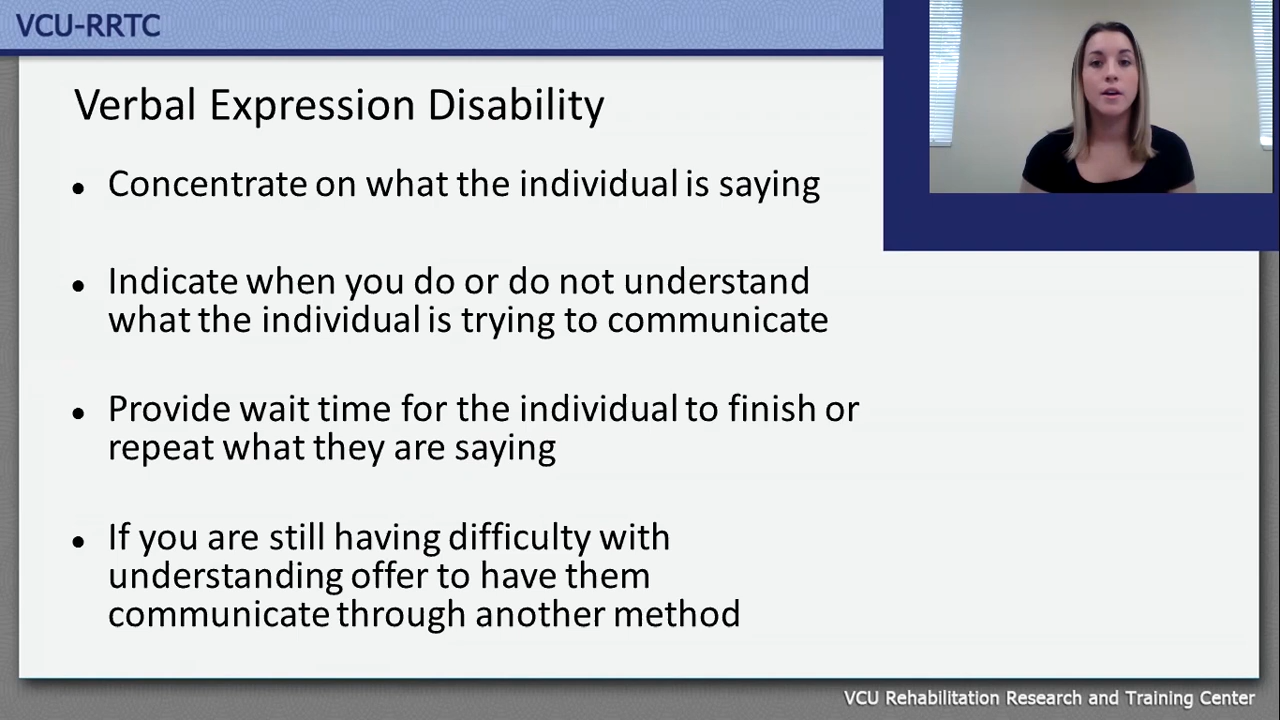 VCU-RRTC
Verbal Expression Disability
• Concentrate on what the individual is saying
• Indicate when you do or do not understand
what the individual is trying to communicate
• Provide wait time for the individual to finish or
repeat what they are saying
• If you are still having difficulty with
understanding offer to have them
communicate through another method
VCU Rehabilitation Research and Training Center